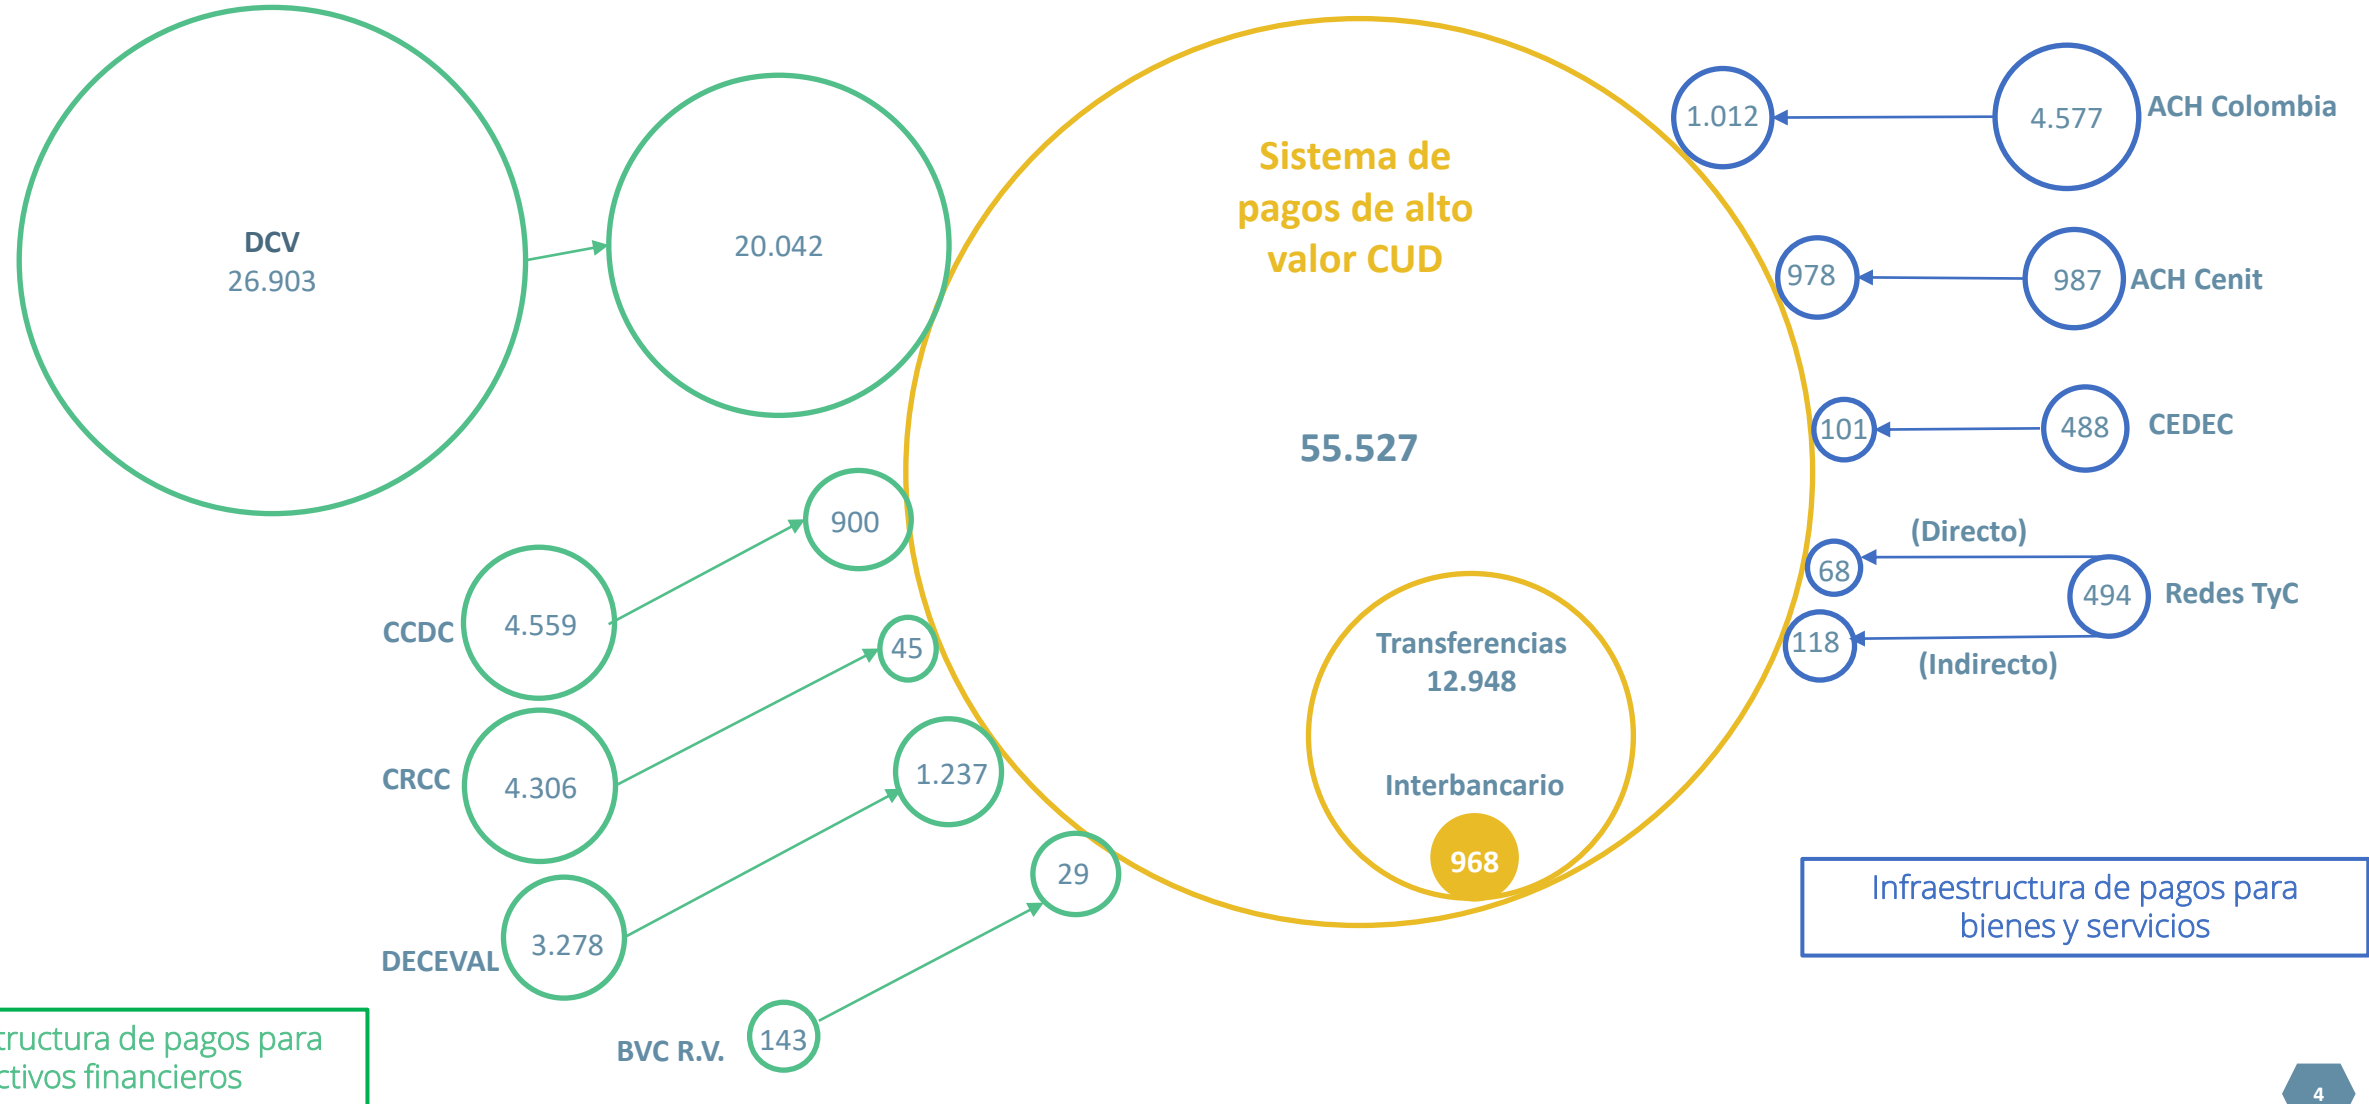 DCV
26.903
20.042
Sistema de
pagos de alto
valor CUD
55.527
Transferencias
12.948
Interbancario
968
1.012
4.577
ACH Colombia
978
987
ACH Cenit
101
488
CEDEC
(Directo)
68
494
Redes TyC
118
(Indirecto)
900
CCDC
4.559
45
CRCC
4.306
1.237
DECEVAL
3.278
29
BVC R.V.
143
Infraestructura de pagos para
bienes y servicios
tructura de pagos para
ctivos financieros
4